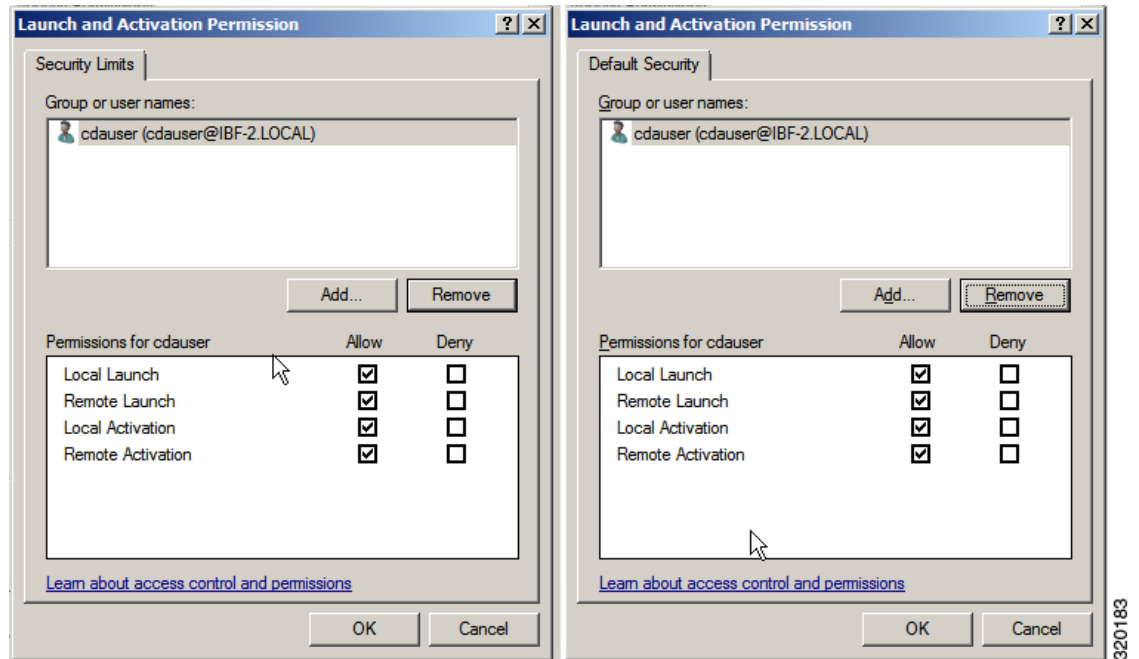 Launch and Activation Permission
Security Limits
Group or user names:
cdauser (cdauser@IBF-2.LOCAL)
Add...
Remove
Permissions for cdauser
Allow
Deny
Local Launch
Remote Launch
Local Activation
Remote Activation
Learn about access control and permissions
OK
Cancel
Launch and Activation Permission
Default Security
Group or user names:
cdauser (cdauser@IBF-2.LOCAL)
Add...
Remove
Permissions for cdauser
Allow
Deny
Local Launch
Remote Launch
Local Activation
Remote Activation
Learn about access control and permissions
OK
Cancel
320183